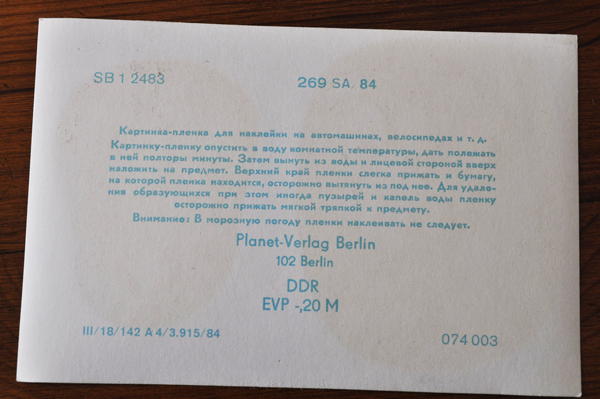 SB 1 2483
269 SA/84
Картинка-пленка для наклейки на автомашинах, велосипедах и т. д.
Картинку-пленку опустить в воду комнатной температуры, дать полежать
в ней полторы минуты. Затем вынуть из воды и лицевой стороной вверх
наложить на предмет. Верхний край пленки слегка прижать и бумагу,
на которой пленка находится, осторожно вытянуть из под нее. Для удале-
ния образующихся при этом иногда пузырей и капель воды пленку
осторожно прижать мягкой тряпкой к предмету.
Внимание: В морозную погоду пленки наклеивать не следует.
Planet-Verlag Berlin
102 Berlin
DDR
EVP -,20 M
III/18/142 A 4/3.915/84
074 003